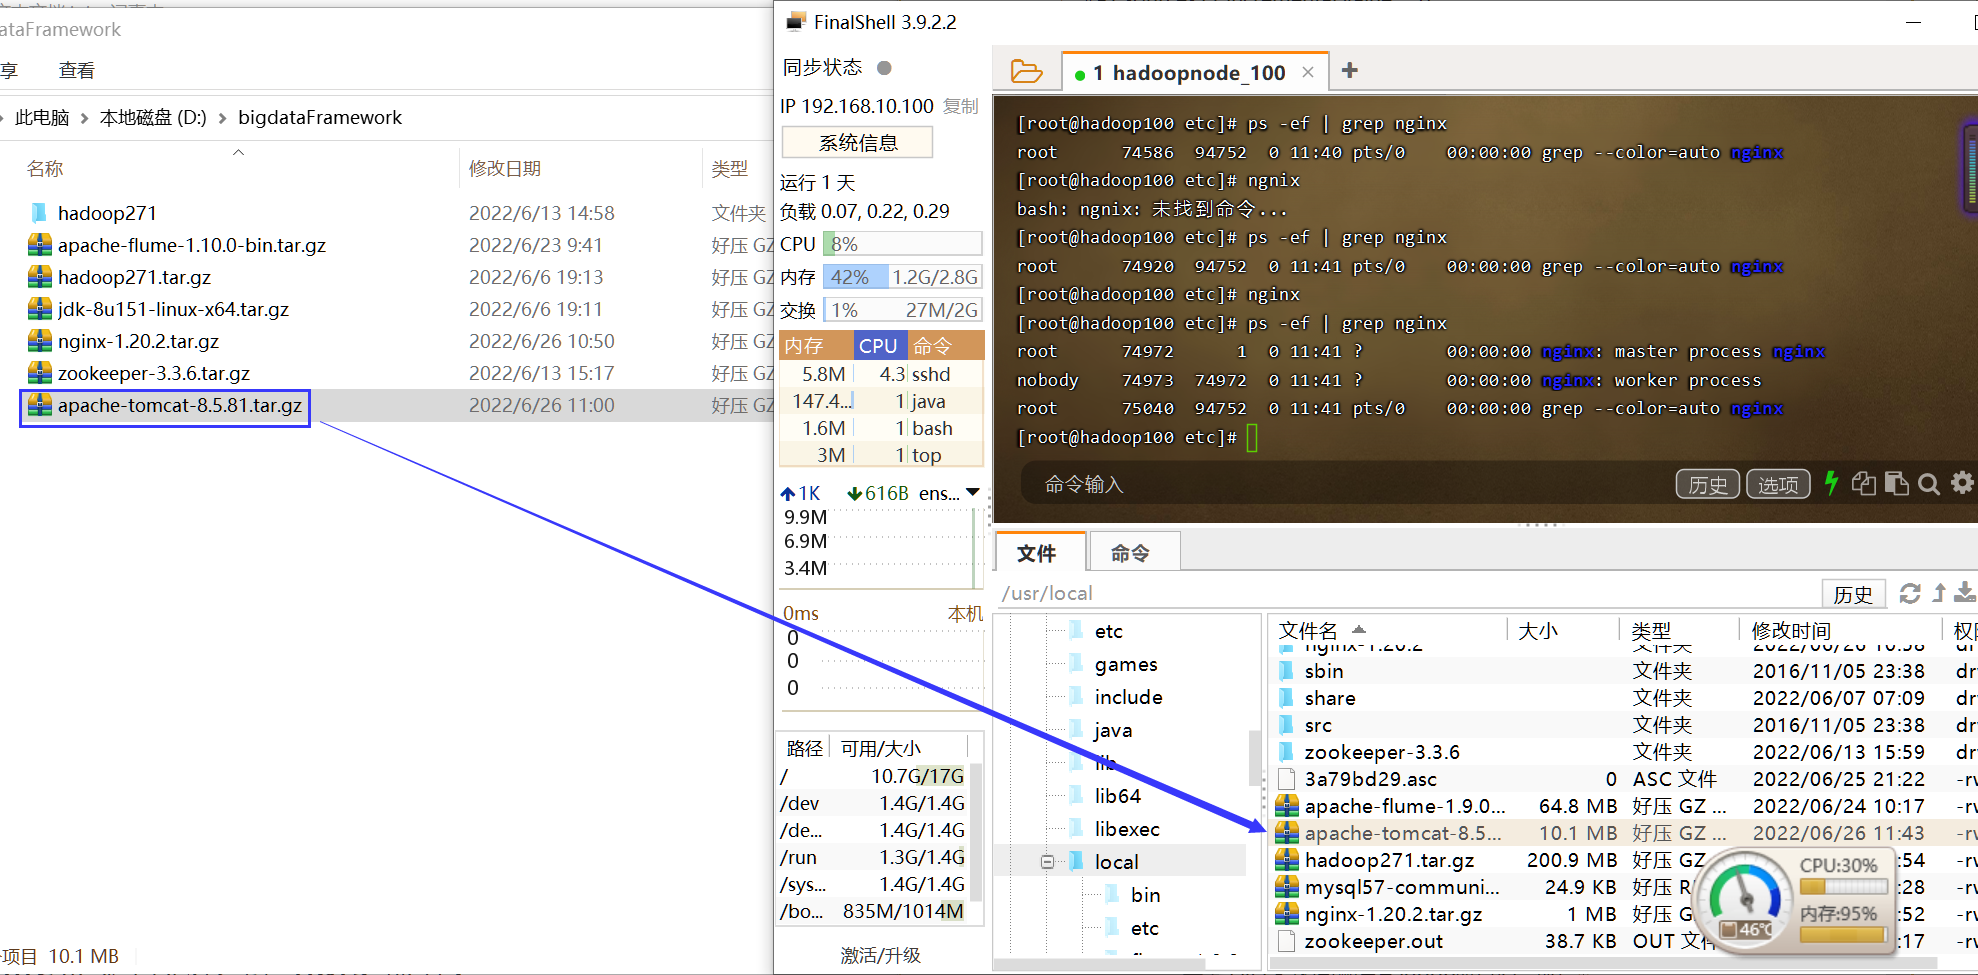 ataFramework
享 查看
此电脑 > 本地磁盘 (D:) > bigdataFramework
名称 修改日期 类型
hadoop271 2022/6/13 14:58 文件夹
apache-flume-1.10.0-bin.tar.gz 2022/6/23 9:41 好压 GZ
hadoop271.tar.gz 2022/6/6 19:13 好压 GZ
jdk-8u151-linux-x64.tar.gz 2022/6/6 19:11 好压 GZ
nginx-1.20.2.tar.gz 2022/6/26 10:50 好压 GZ
zookeeper-3.3.6.tar.gz 2022/6/13 15:17 好压 GZ
apache-tomcat-8.5.81.tar.gz 2022/6/26 11:00 好压 GZ
项目 10.1 MB
FinalShell 3.9.2.2
同步状态
IP 192.168.10.100 复制
系统信息
运行 1 天
负载 0.07, 0.22, 0.29
CPU 8%
内存 42% 1.2G/2.8G
交换 1% 27M/2G
内存 CPU 命令
5.8M 4.3 sshd
147.4... 1 java
1.6M 1 bash
3M 1 top
1K 616B ens...
9.9M
6.9M
3.4M
0ms 本机
0
0
0
路径 可用/大小
/ 10.7G/17G
/dev 1.4G/1.4G
/de... 1.4G/1.4G
/run 1.3G/1.4G
/sys... 1.4G/1.4G
/bo... 835M/1014M
激活/升级
1 hadoopnode_100 × +
[root@hadoop100 etc]# ps -ef | grep nginx
root 74586 94752 0 11:40 pts/0 00:00:00 grep --color=auto nginx
[root@hadoop100 etc]# ngnix
bash: ngnix: 未找到命令...
[root@hadoop100 etc]# ps -ef | grep nginx
root 74920 94752 0 11:41 pts/0 00:00:00 grep --color=auto nginx
[root@hadoop100 etc]# nginx
[root@hadoop100 etc]# ps -ef | grep nginx
root 74972 1 0 11:41 ? 00:00:00 nginx: master process nginx
nobody 74973 74972 0 11:41 ? 00:00:00 nginx: worker process
root 75040 94752 0 11:41 pts/0 00:00:00 grep --color=auto nginx
[root@hadoop100 etc]#
命令输入 历史 选项
文件 命令
/usr/local 历史
etc
games
include
java
lib
lib64
libexec
local
bin
etc
文件名 大小 类型 修改时间 权
nginx-1.20.2 文件夹 2022/06/26 10:58
sbin 文件夹 2016/11/05 23:38 dr
share 文件夹 2022/06/07 07:09 dr
src 文件夹 2016/11/05 23:38 dr
zookeeper-3.3.6 文件夹 2022/06/13 15:59 dr
3a79bd29.asc 0 ASC 文件 2022/06/25 21:22 -rw
apache-flume-1.9.0... 64.8 MB 好压 GZ ... 2022/06/24 10:17 -rw
apache-tomcat-8.5... 10.1 MB 好压 GZ ... 2022/06/26 11:43 -rw
hadoop271.tar.gz 200.9 MB 好压 GZ :54 -rw
mysql57-communi... 24.9 KB 好压 R :28 -rw
nginx-1.20.2.tar.gz 1 MB 好压 G :52 -rw
zookeeper.out 38.7 KB OUT 文件 :17 -rw
CPU:30%
内存:95%
46℃